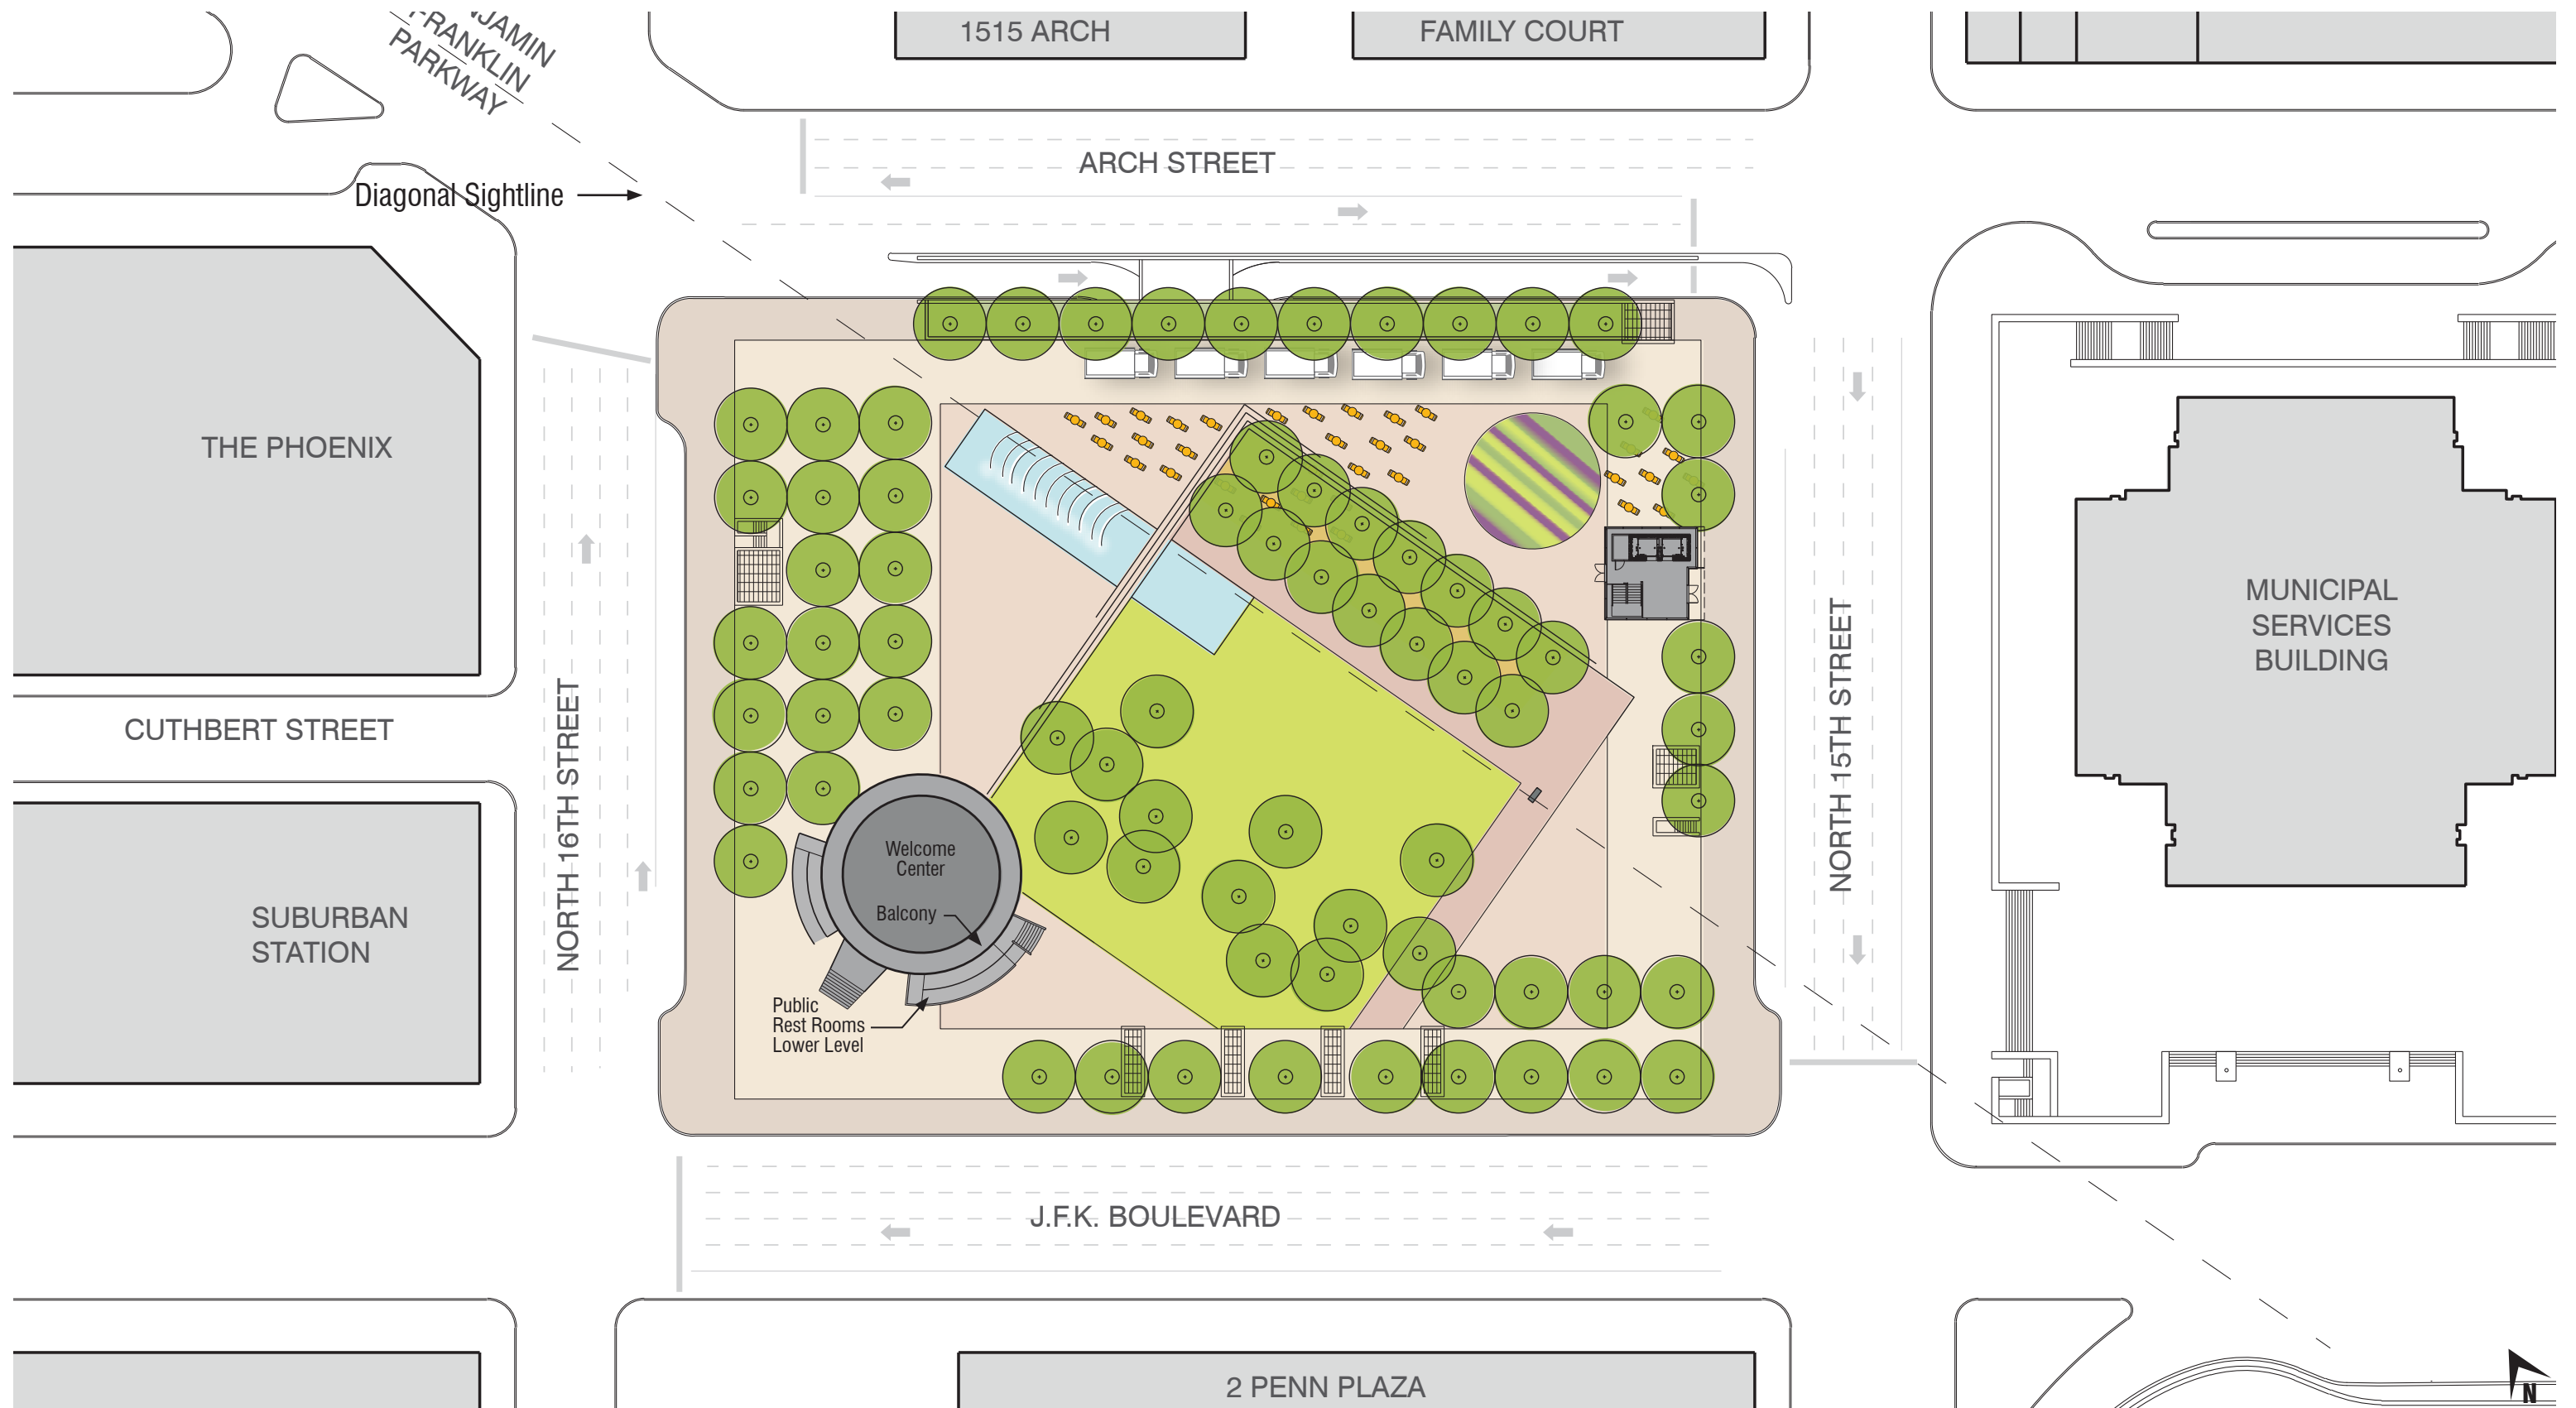 1515 ARCH
FAMILY COURT
FRANKLIN
PARKWAY
ARCH STREET
Diagonal Sightline
THE PHOENIX
CUTHBERT STREET
NORTH 16TH STREET
NORTH 15TH STREET
MUNICIPAL
SERVICES
BUILDING
Welcome
Center
Balcony
SUBURBAN
STATION
Public
Rest Rooms
Lower Level
J.F.K. BOULEVARD
2 PENN PLAZA
N